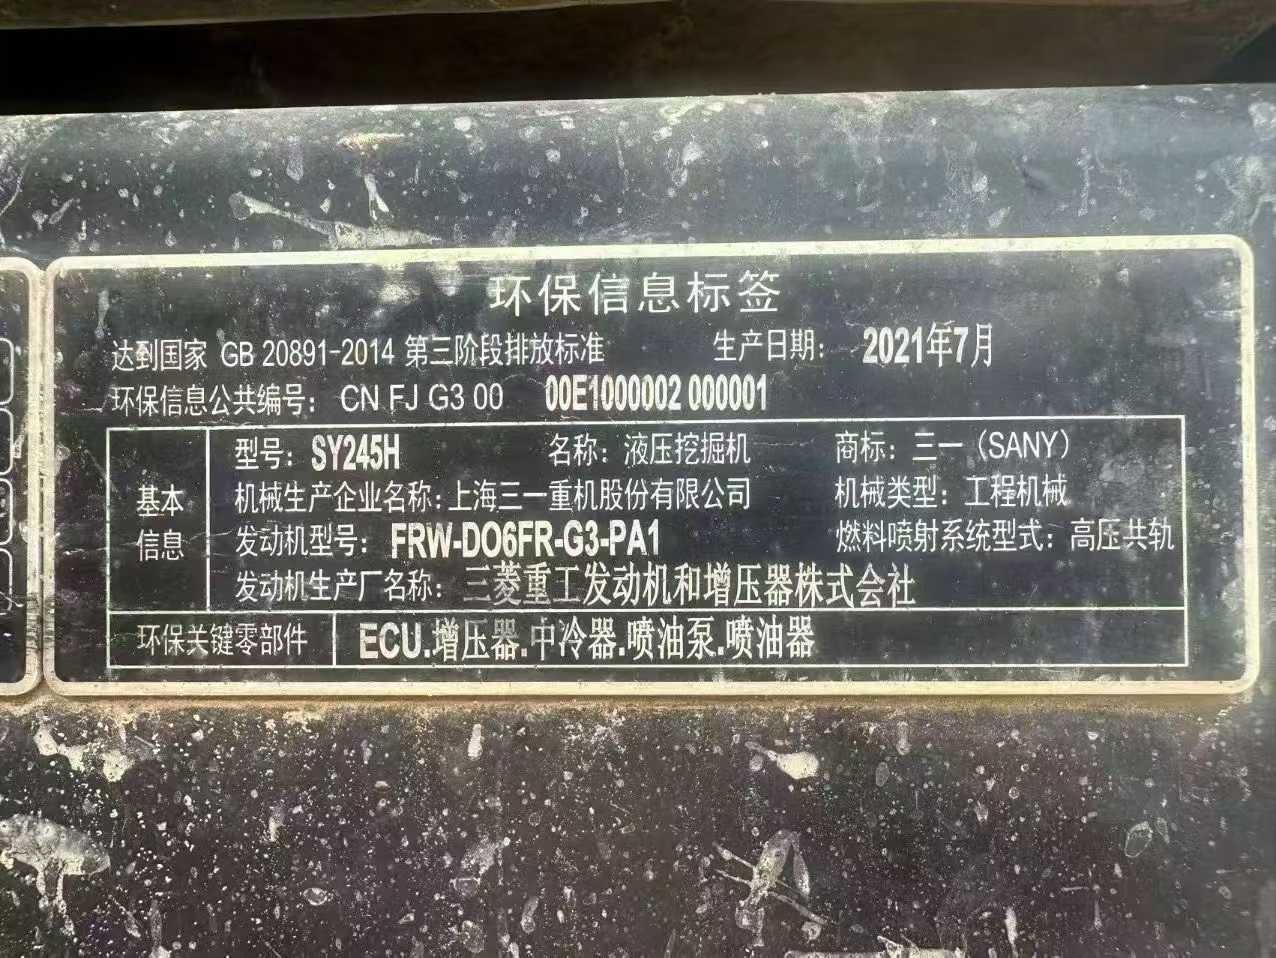 环保信息标签
达到国家 GB 20891-2014 第三阶段排放标准 生产日期: 2021年7月
环保信息公共编号: CN FJ G3 00 00E1000002 000001
基本信息
型号: SY245H 名称: 液压挖掘机 商标: 三一 (SANY)
机械生产企业名称: 上海三一重机股份有限公司 机械类型: 工程机械
发动机型号: FRW-DO6FR-G3-PA1 燃料喷射系统型式: 高压共轨
发动机生产厂名称: 三菱重工发动机和增压器株式会社
环保关键零部件 ECU.增压器.中冷器.喷油泵.喷油器